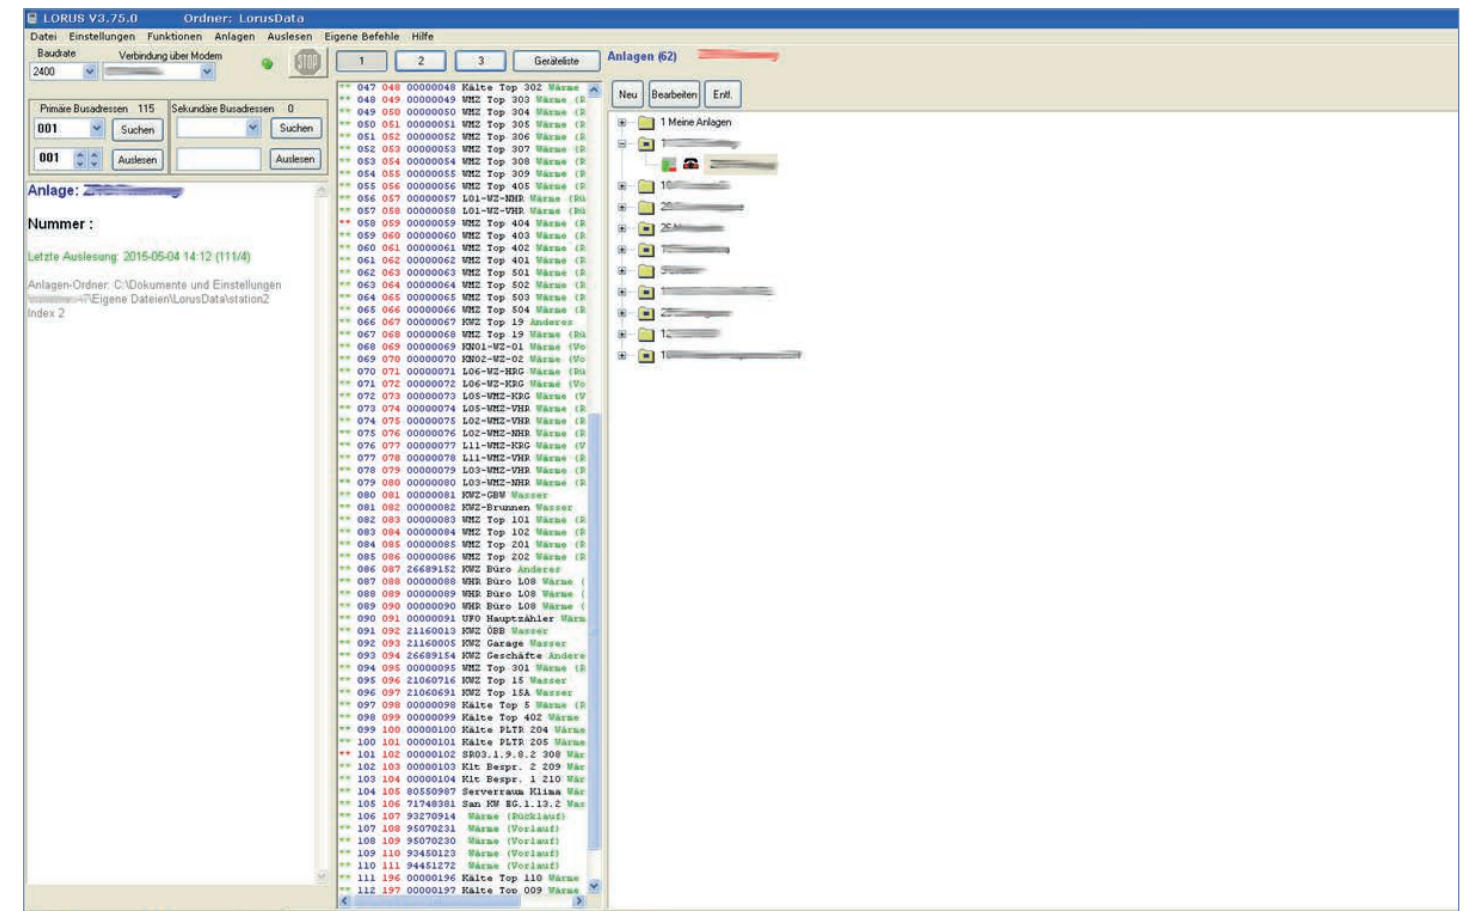 LORUS V3.75.0 Ordner: LorusData
Datei Einstellungen Funktionen Anlagen Auslesen Eigene Befehle Hilfe
Baudrate Verbindung über Modem
2400
STOP
Primäre Busadressen 115 Sekundäre Busadressen 0
001 Suchen Suchen
001 Auslesen Auslesen
Anlage:
Nummer :
Letzte Auslesung: 2015-05-04 14:12 (111/4)
Anlagen-Ordner: C:\Dokumente und Einstellungen
47\Eigene Dateien\LorusData\station2
Index 2
1 2 3 Geräteliste
** 047 048 00000048 Kälte Top 302 Wärme
** 048 049 00000049 WMZ Top 303 Wärme (R
** 049 050 00000050 WMZ Top 304 Wärme (R
** 050 051 00000051 WMZ Top 305 Wärme (R
** 051 052 00000052 WMZ Top 306 Wärme (R
** 052 053 00000053 WMZ Top 307 Wärme (R
** 053 054 00000054 WMZ Top 308 Wärme (R
** 054 055 00000055 WMZ Top 309 Wärme (R
** 055 056 00000056 WMZ Top 405 Wärme (R
** 056 057 00000057 L01-WZ-NHR Wärme (Rü
** 057 058 00000058 L01-WZ-VHR Wärme (Rü
** 058 059 00000059 WMZ Top 404 Wärme (R
** 059 060 00000060 WMZ Top 403 Wärme (R
** 060 061 00000061 WMZ Top 402 Wärme (R
** 061 062 00000062 WMZ Top 401 Wärme (R
** 062 063 00000063 WMZ Top 501 Wärme (R
** 063 064 00000064 WMZ Top 502 Wärme (R
** 064 065 00000065 WMZ Top 503 Wärme (R
** 065 066 00000066 WMZ Top 504 Wärme (R
** 066 067 00000067 KWZ Top 19 Anderes
** 067 068 00000068 WMZ Top 19 Wärme (Rü
** 068 069 00000069 KN01-WZ-01 Wärme (Vo
** 069 070 00000070 KN02-WZ-02 Wärme (Vo
** 070 071 00000071 L06-WZ-HRG Wärme (Rü
** 071 072 00000072 L06-WZ-KRG Wärme (Vo
** 072 073 00000073 L05-WMZ-KRG Wärme (V
** 073 074 00000074 L05-WMZ-VHR Wärme (R
** 074 075 00000075 L02-WMZ-VHR Wärme (R
** 075 076 00000076 L02-WMZ-NHR Wärme (R
** 076 077 00000077 L11-WMZ-KRG Wärme (V
** 077 078 00000078 L11-WMZ-VHR Wärme (R
** 078 079 00000079 L03-WMZ-VHR Wärme (R
** 079 080 00000080 L03-WMZ-NHR Wärme (R
** 080 081 00000081 KWZ-GBW Wasser
** 081 082 00000082 KWZ-Brunnen Wasser
** 082 083 00000083 WMZ Top 101 Wärme (R
** 083 084 00000084 WMZ Top 102 Wärme (R
** 084 085 00000085 WMZ Top 201 Wärme (R
** 085 086 00000086 WMZ Top 202 Wärme (R
** 086 087 26689152 KWZ Büro Anderes
** 087 088 00000088 WHR Büro L08 Wärme (
** 088 089 00000089 WHR Büro L08 Wärme (
** 089 090 00000090 WHR Büro L08 Wärme (
** 090 091 00000091 UFO Hauptzähler Wärm
** 091 092 21160013 KWZ ÖBB Wasser
** 092 093 21160005 KWZ Garage Wasser
** 093 094 26689154 KWZ Geschäfte Andere
** 094 095 00000095 WMZ Top 301 Wärme (R
** 095 096 21060716 KWZ Top 15 Wasser
** 096 097 21060691 KWZ Top 15A Wasser
** 097 098 00000098 Kälte Top 5 Wärme (R
** 098 099 00000099 Kälte Top 402 Wärme
** 099 100 00000100 Kälte PLTR 204 Wärme
** 100 101 00000101 Kälte PLTR 205 Wärme
** 101 102 00000102 SR03.1.9.8.2 308 Wär
** 102 103 00000103 Klt Bespr. 2 209 Wär
** 103 104 00000104 Klt Bespr. 1 210 Wär
** 104 105 80550987 Serverraum Klima Wär
** 105 106 71748381 San KW EG.1.13.2 Was
** 106 107 93270914 Wärme (Rücklauf)
** 107 108 95070231 Wärme (Vorlauf)
** 108 109 95070230 Wärme (Vorlauf)
** 109 110 93450123 Wärme (Vorlauf)
** 110 111 94451272 Wärme (Vorlauf)
** 111 196 00000196 Kälte Top 110 Wärme
** 112 197 00000197 Kälte Top 009 Wärme
Anlagen (62)
Neu Bearbeiten Entf.
1 Meine Anlagen